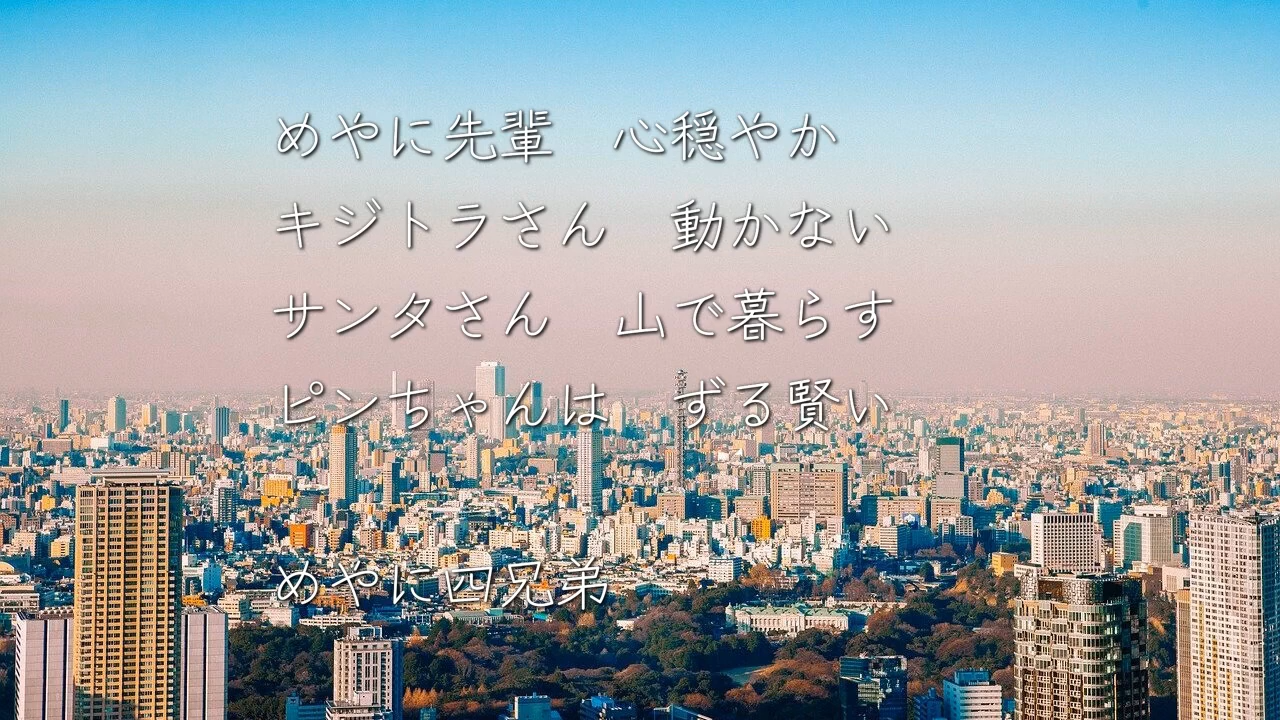 めやに先輩　心穏やか
キジトラさん　動かない
サンタさん　山で暮らす
ピンちゃんは　ずる賢い
めやに四兄弟